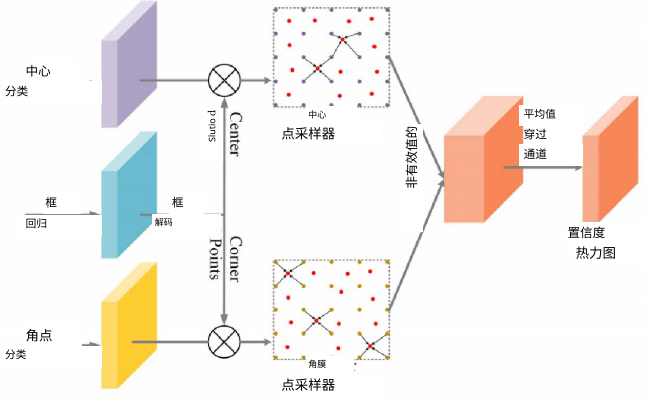 中心
分类
框
回归
框
解码
角点
分类
Center
Corner
Points
中心
点采样器
角膜
点采样器
非有效值的
平均值
穿过
通道
置信度
热力图